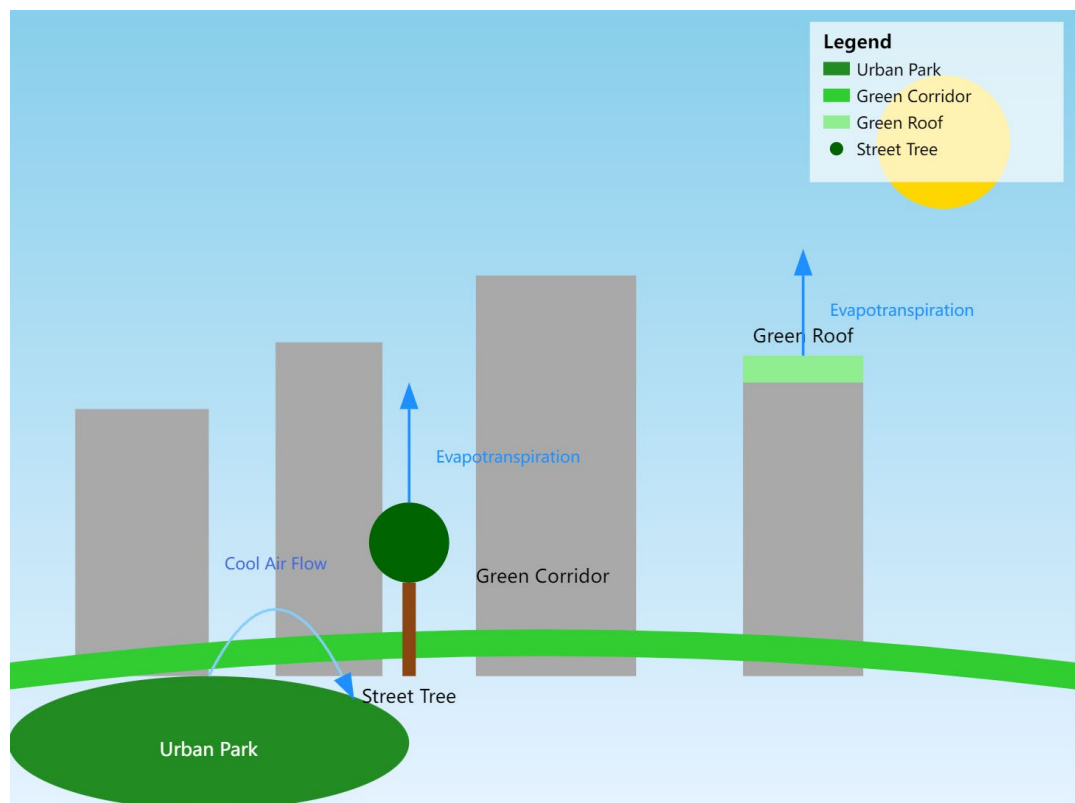 Legend
Urban Park
Green Corridor
Green Roof
Street Tree
Evapotranspiration
Green Roof
Evapotranspiration
Cool Air Flow
Green Corridor
Street Tree
Urban Park